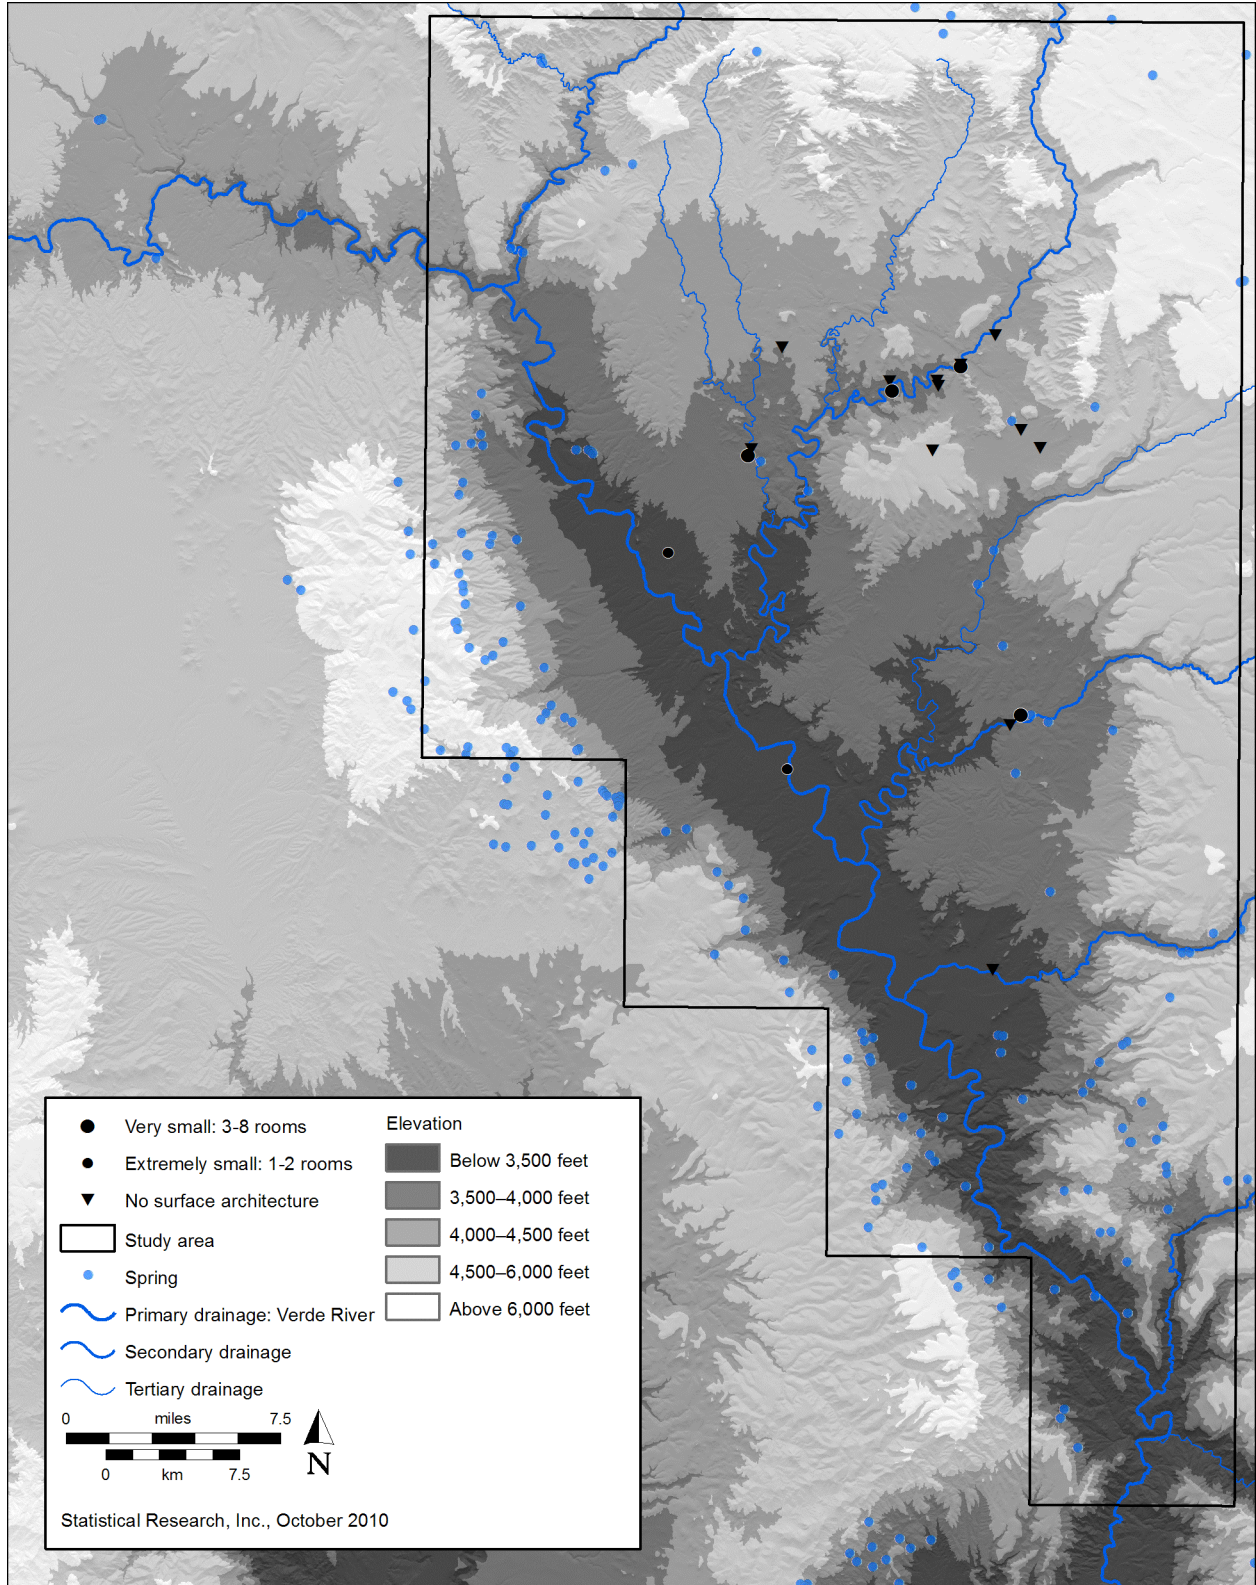 Very small: 3-8 rooms
Extremely small: 1-2 rooms
No surface architecture
Study area
Spring
Primary drainage: Verde River
Secondary drainage
Tertiary drainage
Elevation
Below 3,500 feet
3,500–4,000 feet
4,000–4,500 feet
4,500–6,000 feet
Above 6,000 feet
0 miles 7.5
0 km 7.5
N
Statistical Research, Inc., October 2010